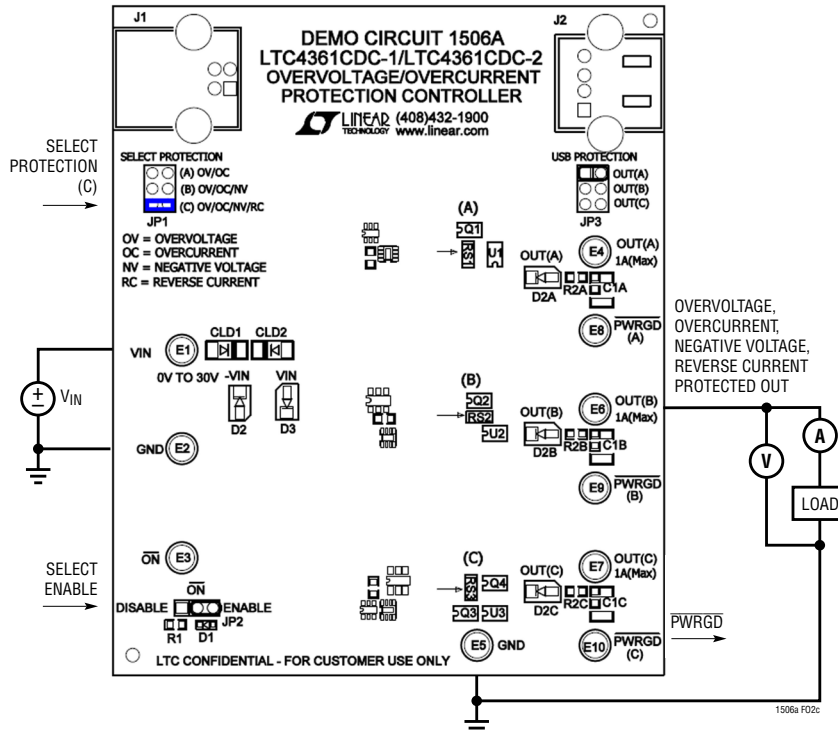 J1
J2
DEMO CIRCUIT 1506A
LTC4361CDC-1/LTC4361CDC-2
OVERVOLTAGE/OVERCURRENT
PROTECTION CONTROLLER
LINEAR TECHNOLOGY (408)432-1900
www.linear.com
SELECT
PROTECTION
(C)
SELECT PROTECTION
(A) OV/OC
(B) OV/OC/NV
(C) OV/OC/NV/RC
JP1
OV = OVERVOLTAGE
OC = OVERCURRENT
NV = NEGATIVE VOLTAGE
RC = REVERSE CURRENT
USB PROTECTION
OUT(A)
OUT(B)
OUT(C)
JP3
(A)
Q1
RS1
U1
OUT(A)
D2A
R2A
C1A
E4
OUT(A)
1A(Max)
E8
PWRGD
(A)
VIN
E1
CLD1
CLD2
0V TO 30V
-VIN
VIN
D2
D3
VIN
GND
E2
(B)
Q2
RS2
U2
OUT(B)
D2B
R2B
C1B
E6
OUT(B)
1A(Max)
E9
PWRGD
(B)
OVERVOLTAGE,
OVERCURRENT,
NEGATIVE VOLTAGE,
REVERSE CURRENT
PROTECTED OUT
V
A
LOAD
ON
E3
SELECT
ENABLE
ON
DISABLE
ENABLE
JP2
R1
D1
(C)
RS3
Q4
Q3
U3
OUT(C)
D2C
R2C
C1C
E7
OUT(C)
1A(Max)
E5
GND
E10
PWRGD
(C)
PWRGD
LTC CONFIDENTIAL - FOR CUSTOMER USE ONLY
1506a F02c